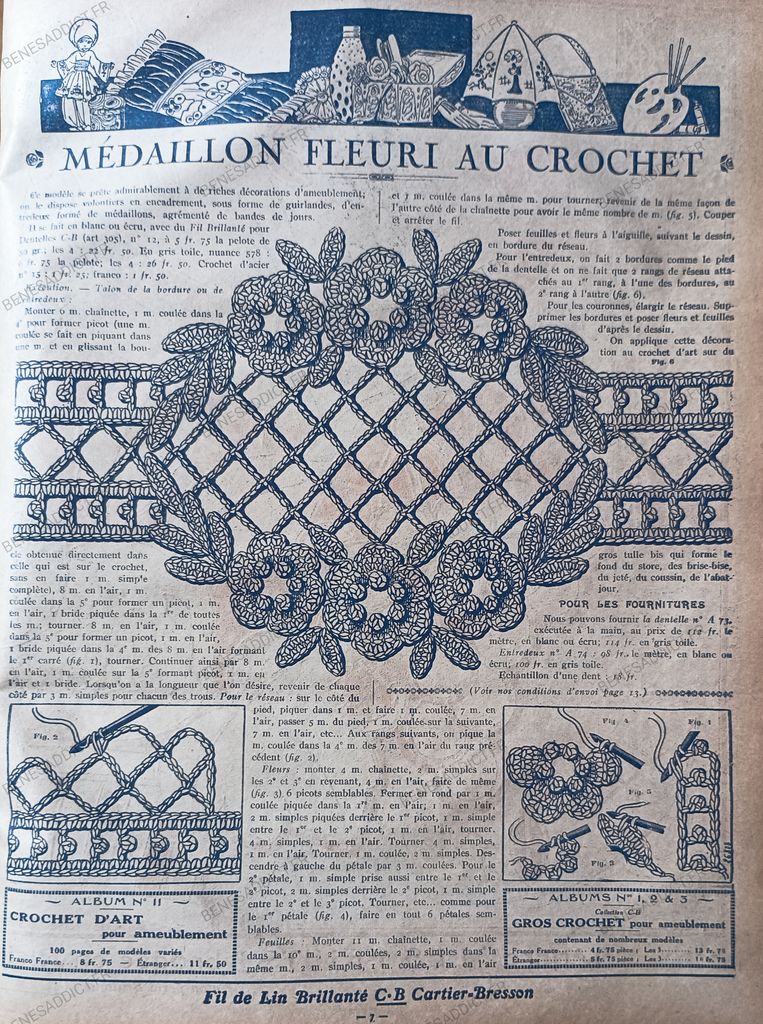 MÉDAILLON FLEURI AU CROCHET
Ce modèle se prête admirablement à de riches décorations d'ameublement;
on le dispose volontiers en encadrement, sous forme de guirlandes, d'en-
tredeux formé de médaillons, agrémenté de bandes de jours.
Il se fait en blanc ou écru, avec du Fil Brillanté pour
Dentelles C-B (art 305), n° 12, à 5 fr. 75 la pelote de
50 gr.; les 4 : 22 fr. 50. En gris toile, nuance 578 :
6 fr. 75 la pelote; les 4 : 26 fr. 50. Crochet d'acier
n° 15 : 1 fr. 25; franco : 1 fr. 50.
Exécution. — Talon de la bordure ou de
l'entredeux :
Monter 6 m. chaînette, 1 m. coulée dans la
4e pour former picot (une m.
coulée se fait en piquant dans
une m. et en glissant la bou-
cle obtenue directement dans
celle qui est sur le crochet,
sans en faire 1 m. simple
complète), 8 m. en l'air, 1 m.
coulée dans la 5e pour former un picot, 1 m.
en l'air, 1 bride piquée dans la 1re de toutes
les m.; tourner. 8 m. en l'air, 1 m. coulée
dans la 5e pour former un picot, 1 m. en l'air,
1 bride piquée dans la 4e m. des 8 m. en l'air formant
le 1er carré (fig. 1), tourner. Continuer ainsi par 8 m.
en l'air, 1 m. coulée sur la 5e formant picot, 1 m. en
l'air et 1 bride. Lorsqu'on a la longueur que l'on désire, revenir de chaque
côté par 3 m. simples pour chacun des trous. Pour le réseau : sur le côté du
pied, piquer dans 1 m. et faire 1 m. coulée, 7 m. en
l'air, passer 5 m. du pied, 1 m. coulée sur la suivante,
7 m. en l'air, etc... Aux rangs suivants, on pique la
m. coulée dans la 4e m. des 7 m. en l'air du rang pré-
cédent (fig. 2).
Fleurs : monter 4 m. chaînette, 2 m. simples sur
les 2e et 3e en revenant, 4 m. en l'air, faire de même
(fig. 3) 6 picots semblables. Fermer en rond par 1 m.
coulée piquée dans la 1re m. en l'air; 1 m. en l'air,
2 m. simples piquées derrière le 1er picot, 1 m. simple
entre le 1er et le 2e picot, 1 m. en l'air, tourner.
4 m. simples, 1 m. en l'air. Tourner. 4 m. simples,
1 m. en l'air. Tourner. 1 m. coulée, 2 m. simples. Des-
cendre à gauche du pétale par 3 m. coulées. Pour le
2e pétale, 1 m. simple prise aussi entre le 1er et le
2e picot, 2 m. simples derrière le 2e picot, 1 m. simple
entre le 2e et le 3e picot. Tourner, etc... comme pour
le 1er pétale (fig. 4), faire en tout 6 pétales sem-
blables.
Feuilles : Monter 11 m. chaînette, 1 m. coulée
dans la 10e m., 2 m. coulées, 2 m. simples dans la
même m., 2 m. simples, 1 m. coulée, 1 m. en l'air
et 1 m. coulée dans la même m. pour tourner; revenir de la même façon de
l'autre côté de la chaînette pour avoir le même nombre de m. (fig. 5). Couper
et arrêter le fil.
Poser feuilles et fleurs à l'aiguille, suivant le dessin,
en bordure du réseau.
Pour l'entredeux, on fait 2 bordures comme le pied
de la dentelle et on ne fait que 2 rangs de réseau atta-
chés au 1er rang, à l'une des bordures, au
2e rang à l'autre (fig. 6).
Pour les couronnes, élargir le réseau. Sup-
primer les bordures et poser fleurs et feuilles
d'après le dessin.
On applique cette décora-
tion au crochet d'art sur du
Fig. 6
gros tulle bis qui forme le
fond du store, des brise-bise,
du jeté, du coussin, de l'abat-
jour.
POUR LES FOURNITURES
Nous pouvons fournir la dentelle n° A 73,
exécutée à la main, au prix de 110 fr. le
mètre, en blanc ou écru; 114 fr. en gris toile.
Entredeux n° A 74 : 98 fr. le mètre, en blanc ou
écru; 100 fr. en gris toile.
Echantillon d'une dent : 18 fr.
(Voir nos conditions d'envoi page 13.)
Fig. 2
Fig. 4
Fig. 1
Fig. 5
Fig. 3
ALBUM N° 11
CROCHET D'ART
pour ameublement
100 pages de modèles variés
Franco France... 8 fr. 75 — Étranger... 11 fr. 50
ALBUMS N° 1, 2 & 3
Collection C-B
GROS CROCHET pour ameublement
contenant de nombreux modèles
Franco France........ 4 fr. 75 pièce; Les 3....... 13 fr. 75
Étranger........ 5 fr. 75 pièce; Les 3....... 16 fr. 75
Fil de Lin Brillanté C·B Cartier-Bresson
— 7 —
BENESADDICT.FR